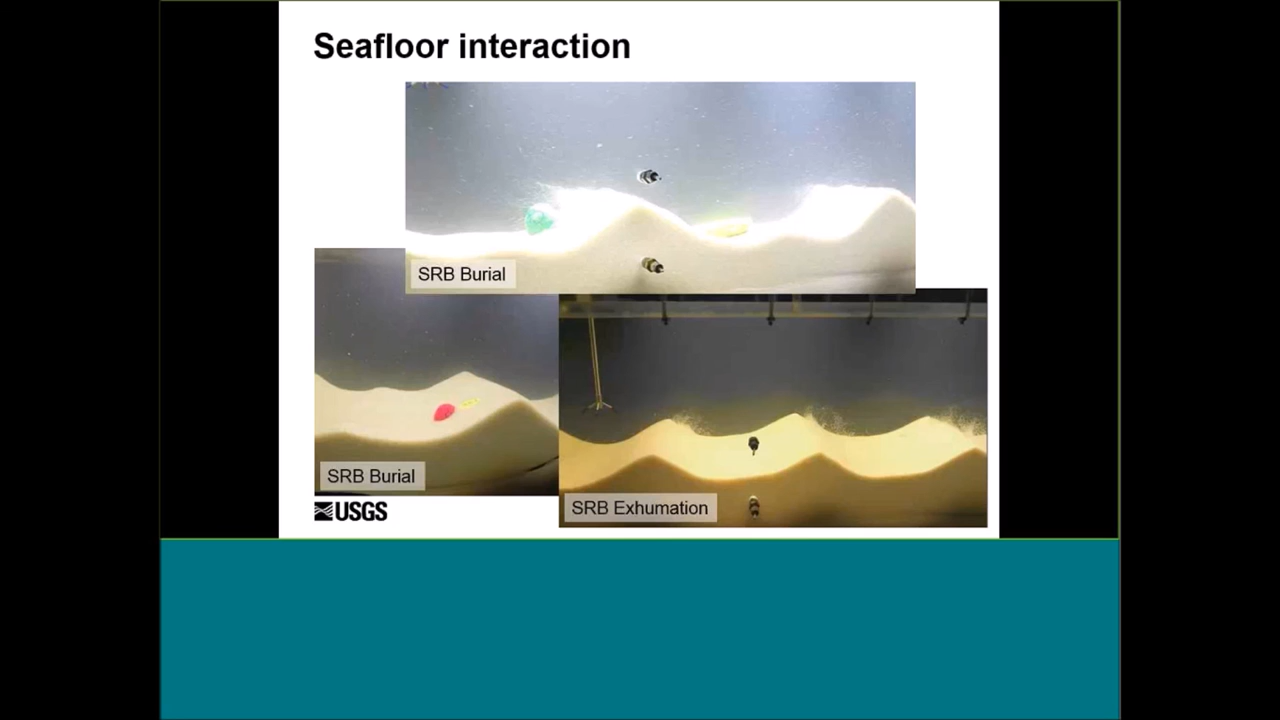 Seafloor interaction
SRB Burial
SRB Burial
SRB Exhumation
USGS